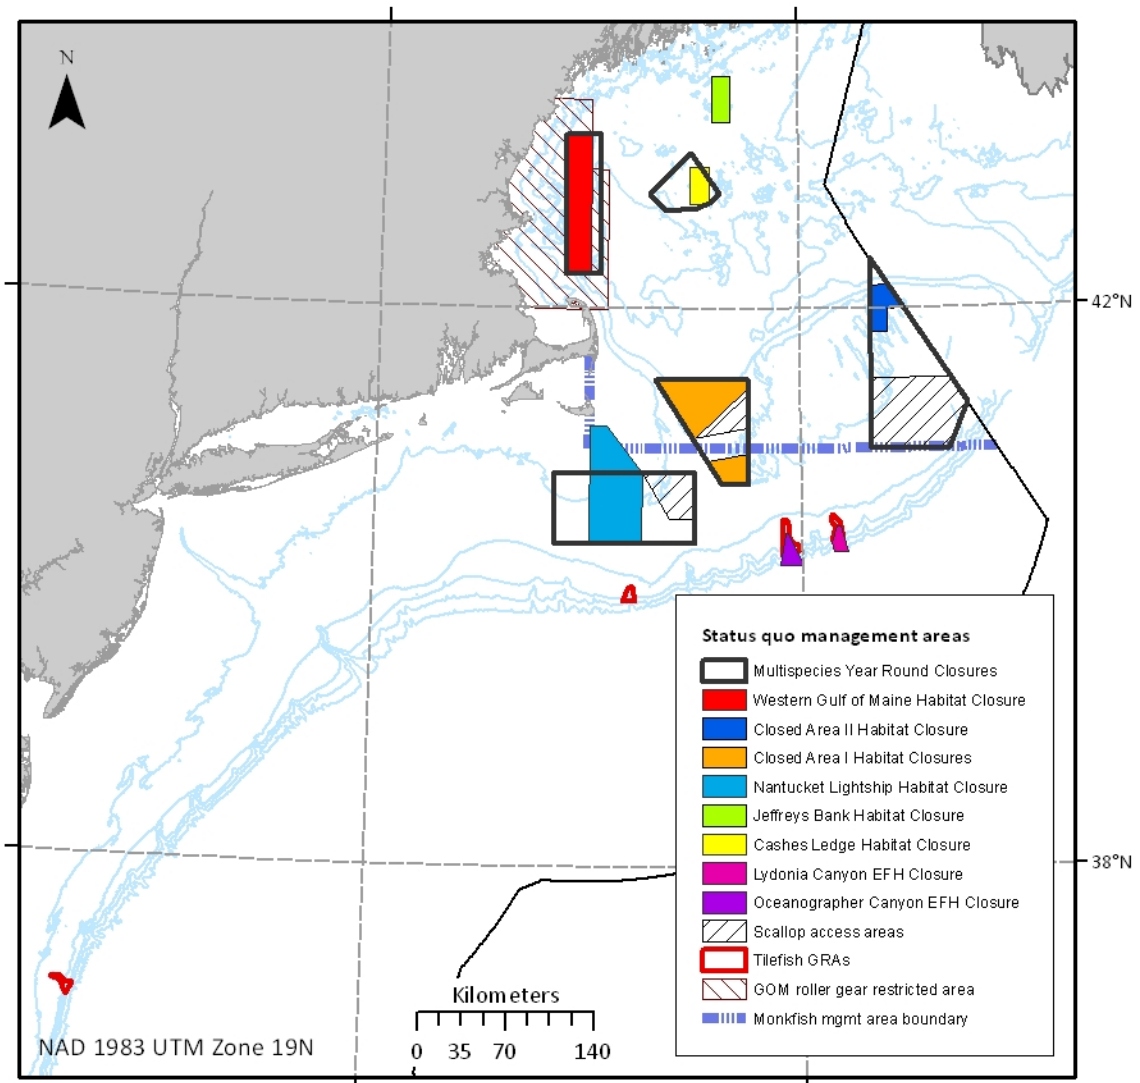 N
42°N
Status quo management areas
Multispecies Year Round Closures
Western Gulf of Maine Habitat Closure
Closed Area II Habitat Closure
Closed Area I Habitat Closures
Nantucket Lightship Habitat Closure
Jeffreys Bank Habitat Closure
Cashes Ledge Habitat Closure
38°N
Lydonia Canyon EFH Closure
Oceanographer Canyon EFH Closure
Scallop access areas
Tilefish GRAs
GOM roller gear restricted area
Monkfish mgmt area boundary
Kilometers
0 35 70 140
NAD 1983 UTM Zone 19N